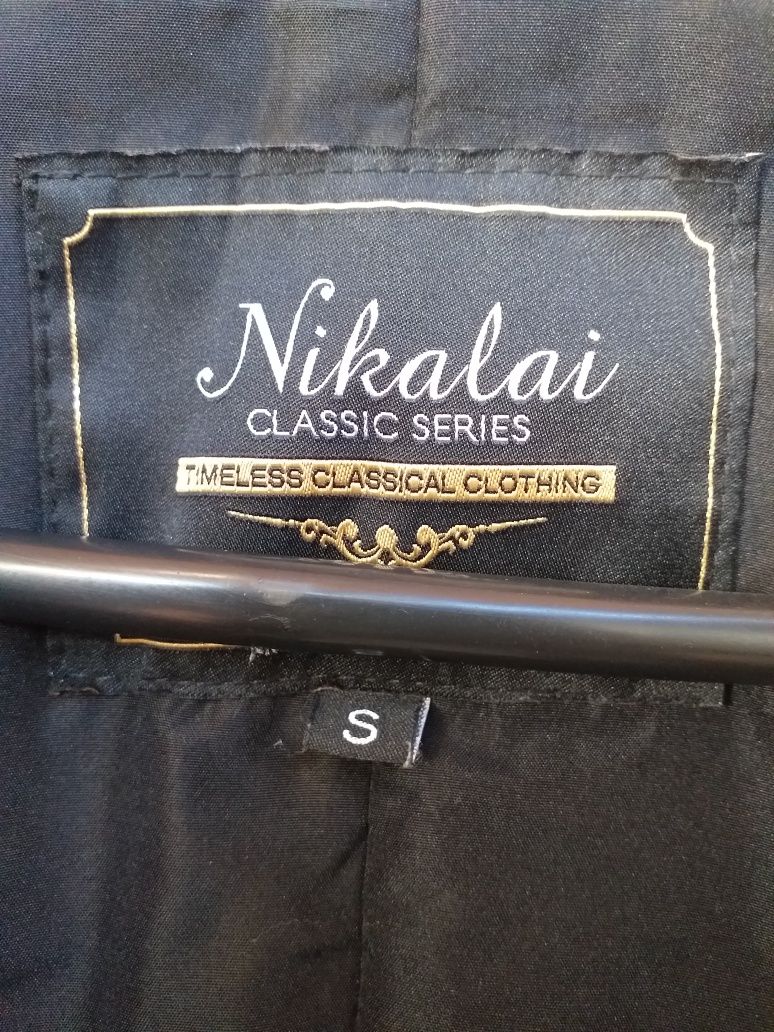 Nikalai
CLASSIC SERIES
TIMELESS CLASSICAL CLOTHING
S